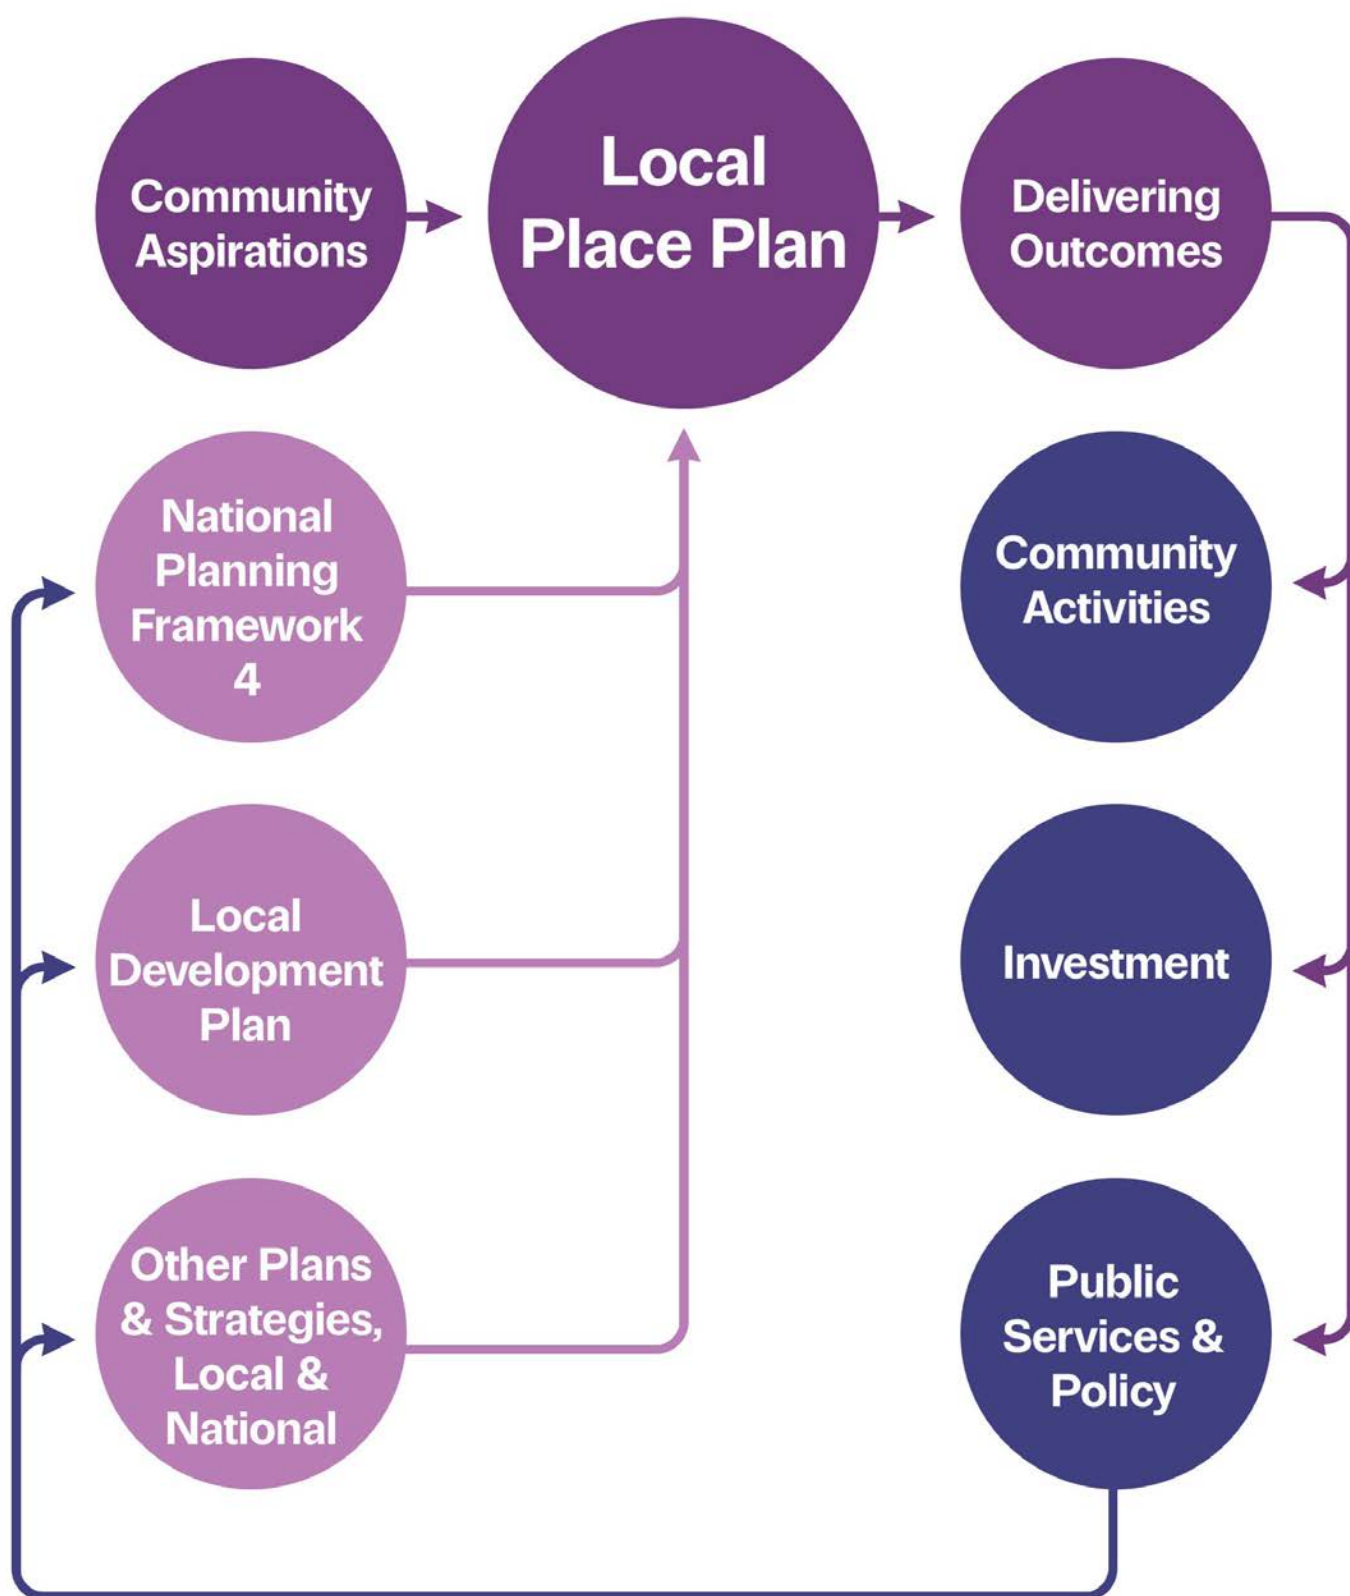 Community
Aspirations
Local
Place Plan
Delivering
Outcomes
National
Planning
Framework
4
Community
Activities
Local
Development
Plan
Investment
Other Plans
& Strategies,
Local &
National
Public
Services &
Policy